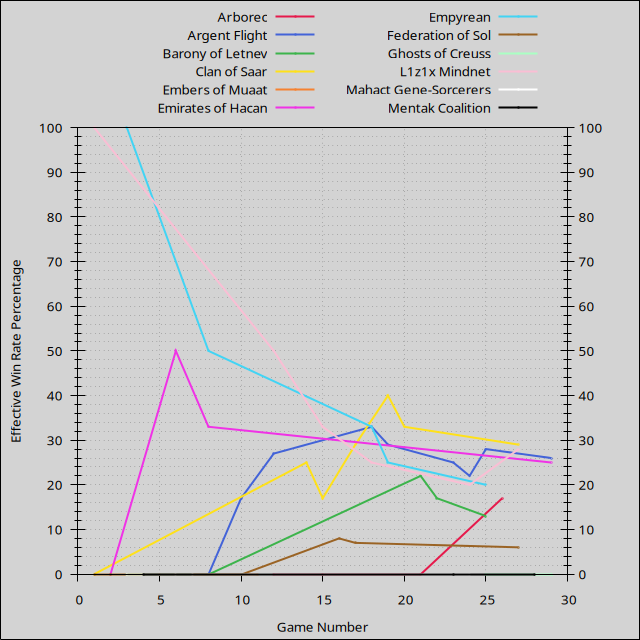 Arborec
Argent Flight
Barony of Letnev
Clan of Saar
Embers of Muaat
Emirates of Hacan
Empyrean
Federation of Sol
Ghosts of Creuss
L1z1x Mindnet
Mahact Gene-Sorcerers
Mentak Coalition
100 100
90 90
80 80
70 70
60 60
50 50
40 40
30 30
20 20
10 10
0 0
Effective Win Rate Percentage
0 5 10 15 20 25 30
Game Number